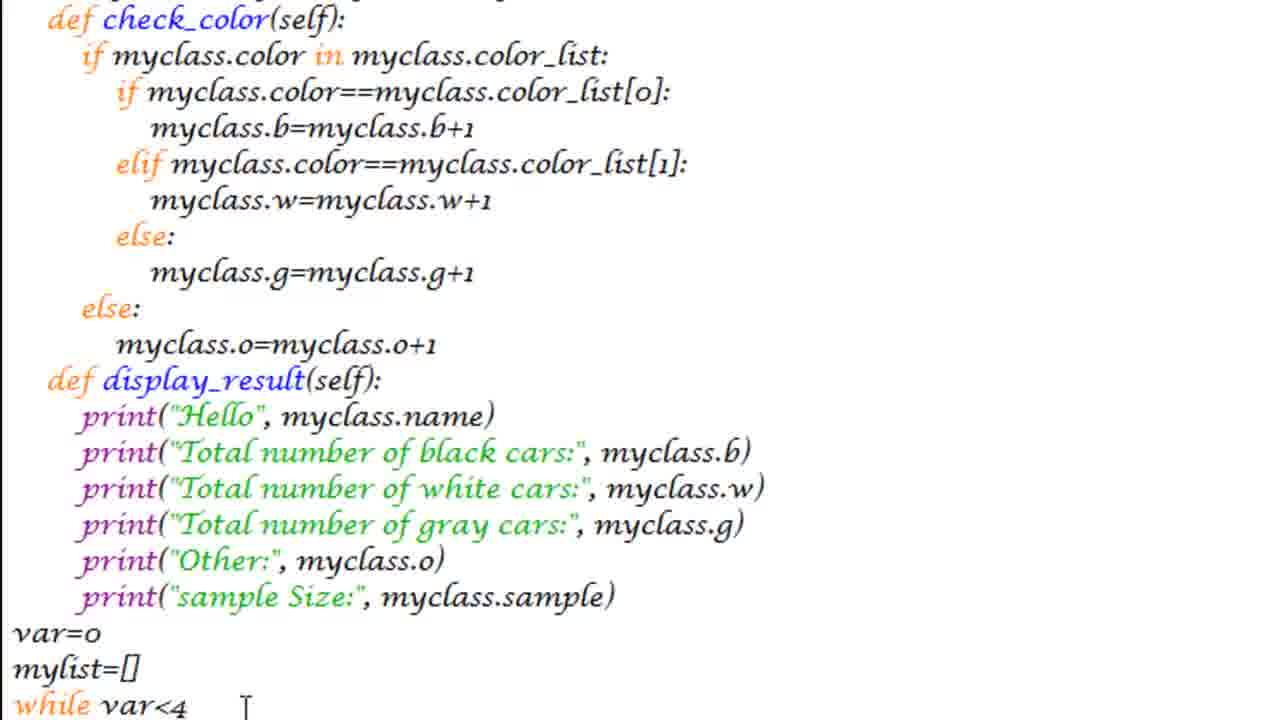 def check_color(self):
if myclass.color in myclass.color_list:
if myclass.color==myclass.color_list[0]:
myclass.b=myclass.b+1
elif myclass.color==myclass.color_list[1]:
myclass.w=myclass.w+1
else:
myclass.g=myclass.g+1
else:
myclass.o=myclass.o+1
def display_result(self):
print("Hello", myclass.name)
print("Total number of black cars:", myclass.b)
print("Total number of white cars:", myclass.w)
print("Total number of gray cars:", myclass.g)
print("Other:", myclass.o)
print("sample Size:", myclass.sample)
var=0
mylist=[]
while var<4